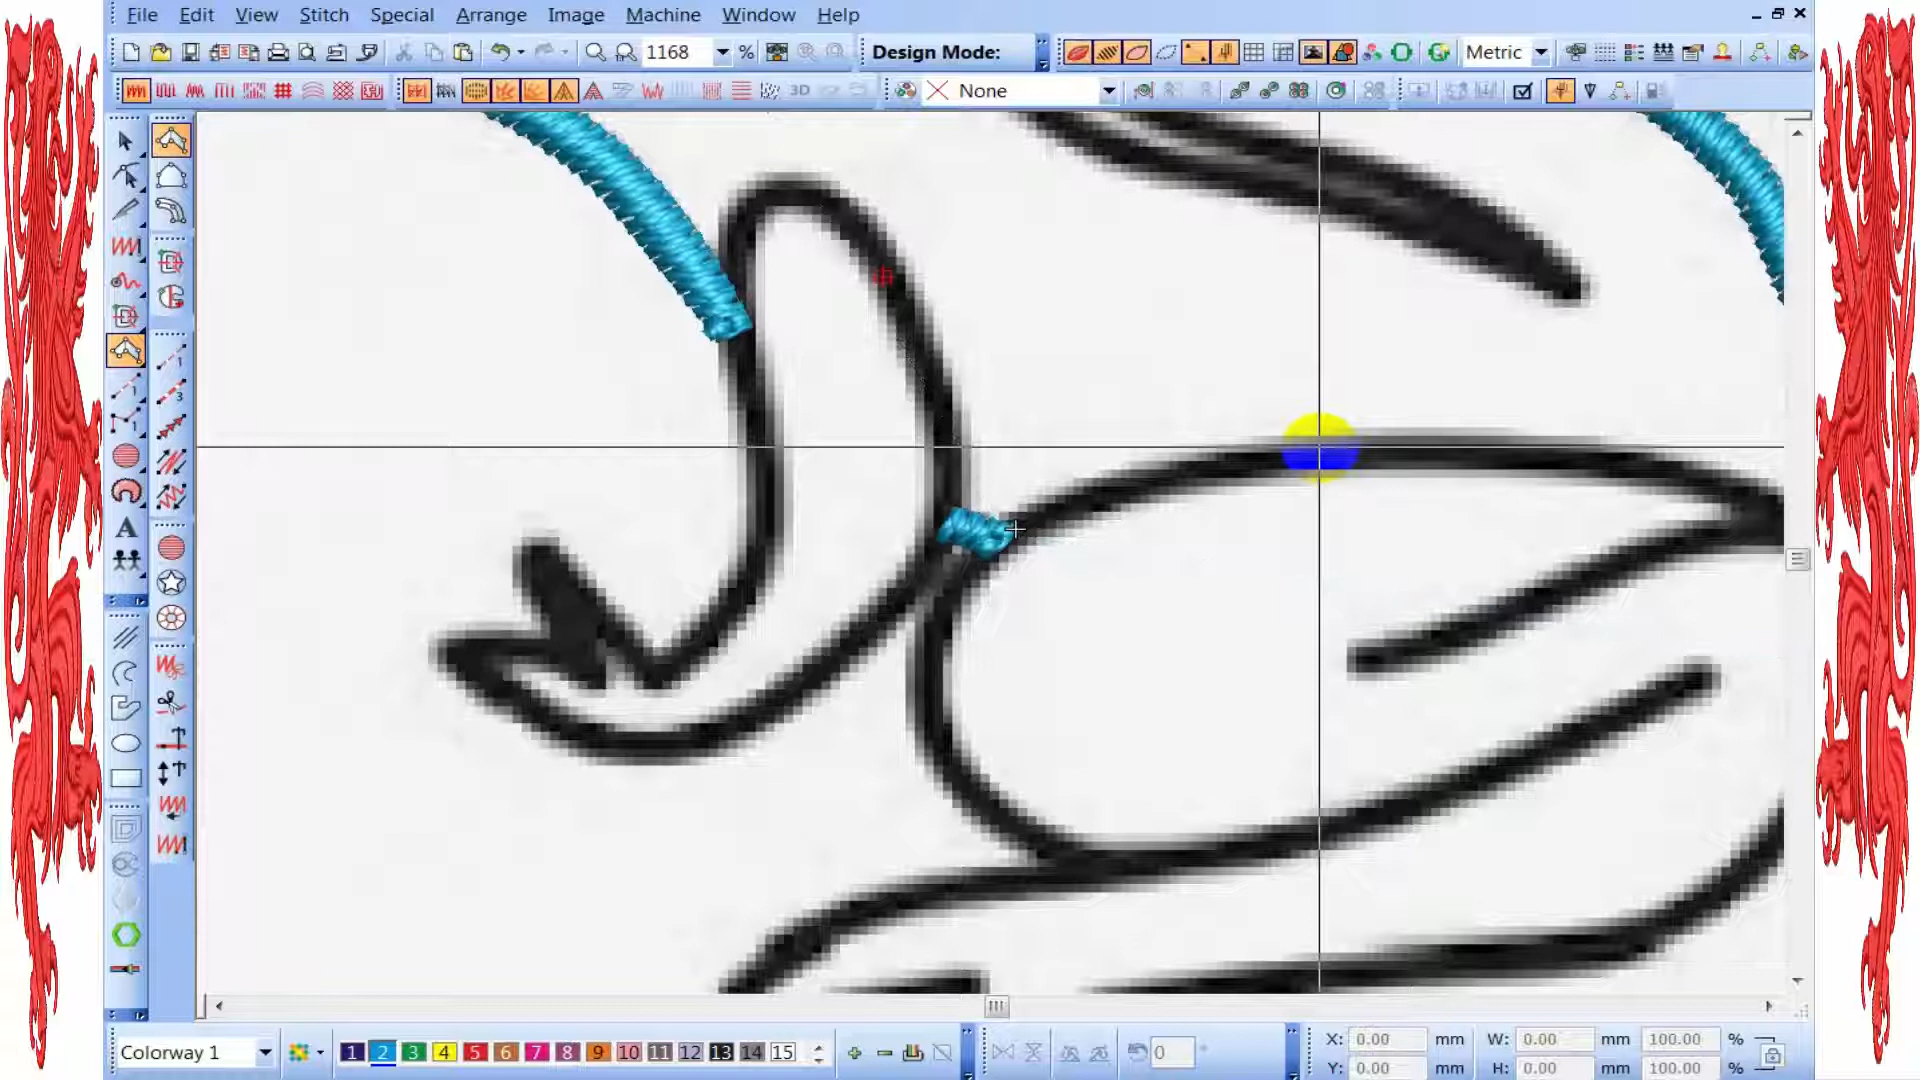 File Edit View Stitch Special Arrange Image Machine Window Help
1168 % Design Mode: Metric
3D None
A
Colorway 1 1 2 3 4 5 6 7 8 9 10 11 12 13 14 15 0 ° X: 0.00 mm W: 0.00 mm 100.00 %
Y: 0.00 mm H: 0.00 mm 100.00 %